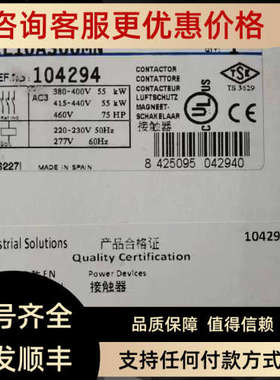 咨询客服更优惠价格
104294
AC3
380-400V 55 kW
415-440V 55 kW
460V 75 HP
220-230V 50Hz
277V 60Hz
CONTACTOR
CONTACTEUR
LUFTSCHUTZ
MAGNEET-
SCHAKELAAR
接触器
TSE
TS 3629
UL
MADE IN SPAIN
8 425095 042940
Solutions
产品合格证
Quality Certification
Power Devices
接触器
号齐全
品质保障 值得信赖
发顺丰
支持任何付款方式